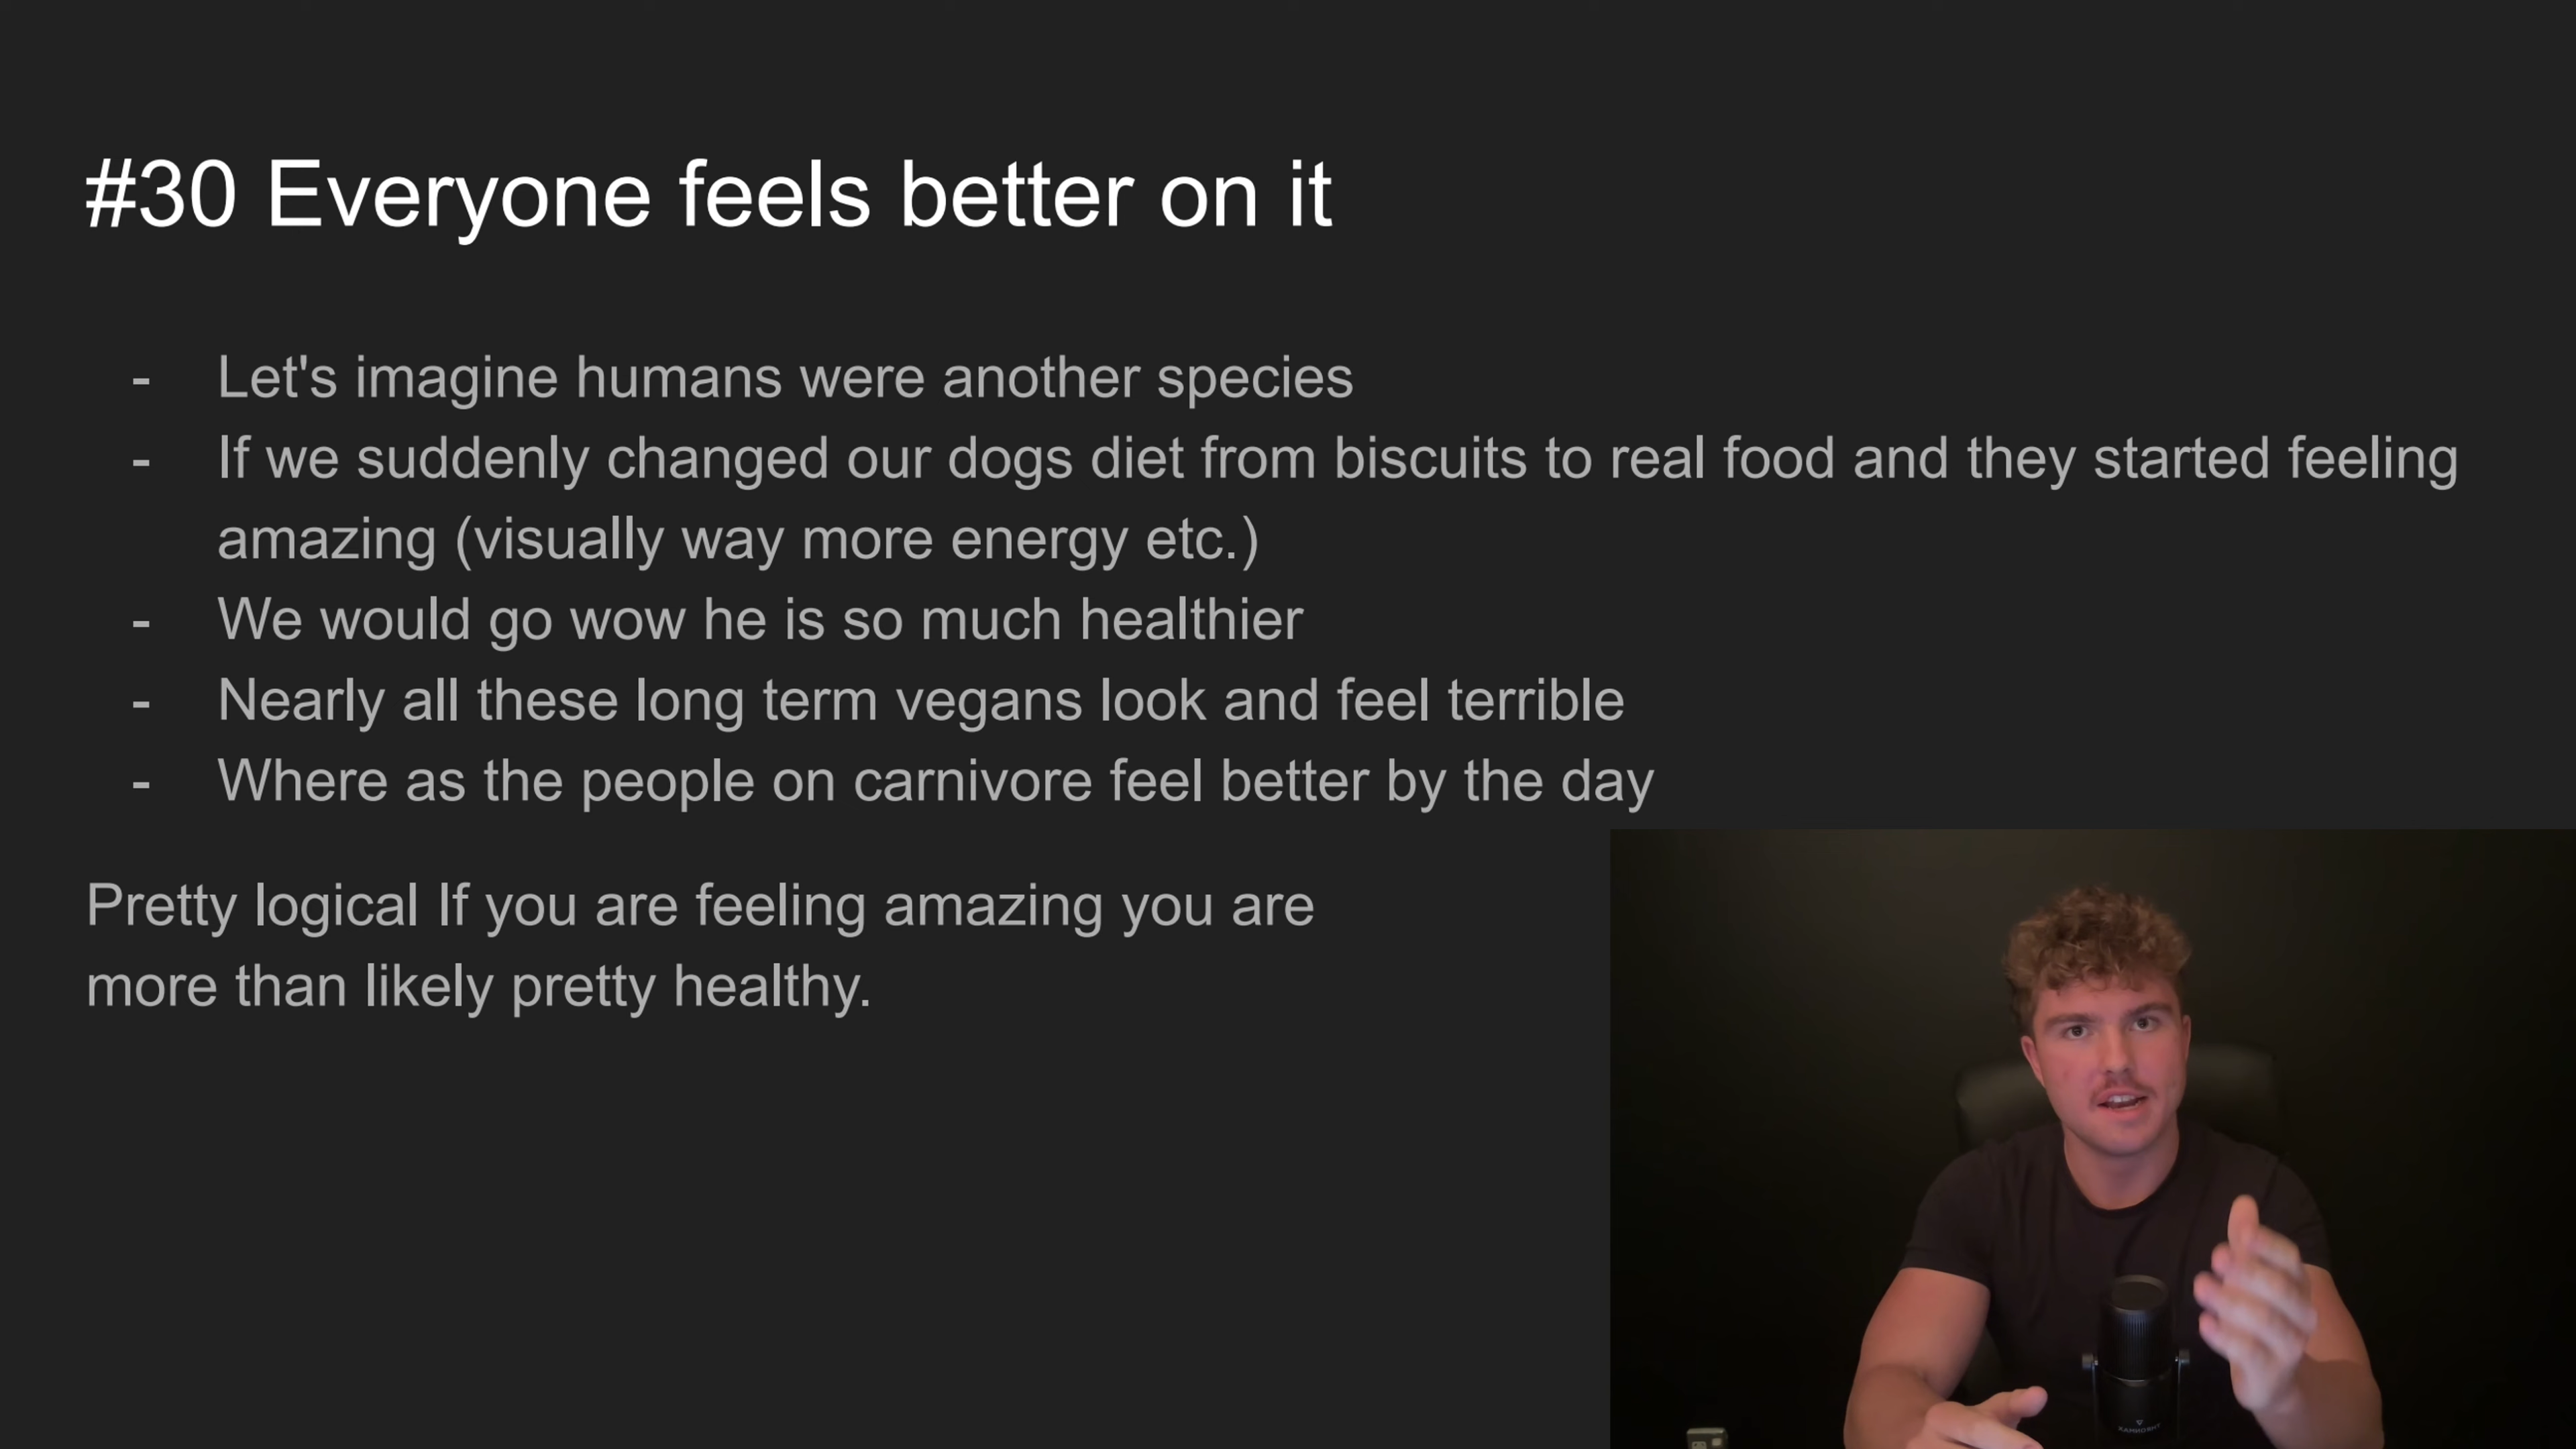 #30 Everyone feels better on it
- Let's imagine humans were another species
- If we suddenly changed our dogs diet from biscuits to real food and they started feeling
amazing (visually way more energy etc.)
- We would go wow he is so much healthier
- Nearly all these long term vegans look and feel terrible
- Where as the people on carnivore feel better by the day
Pretty logical If you are feeling amazing you are
more than likely pretty healthy.